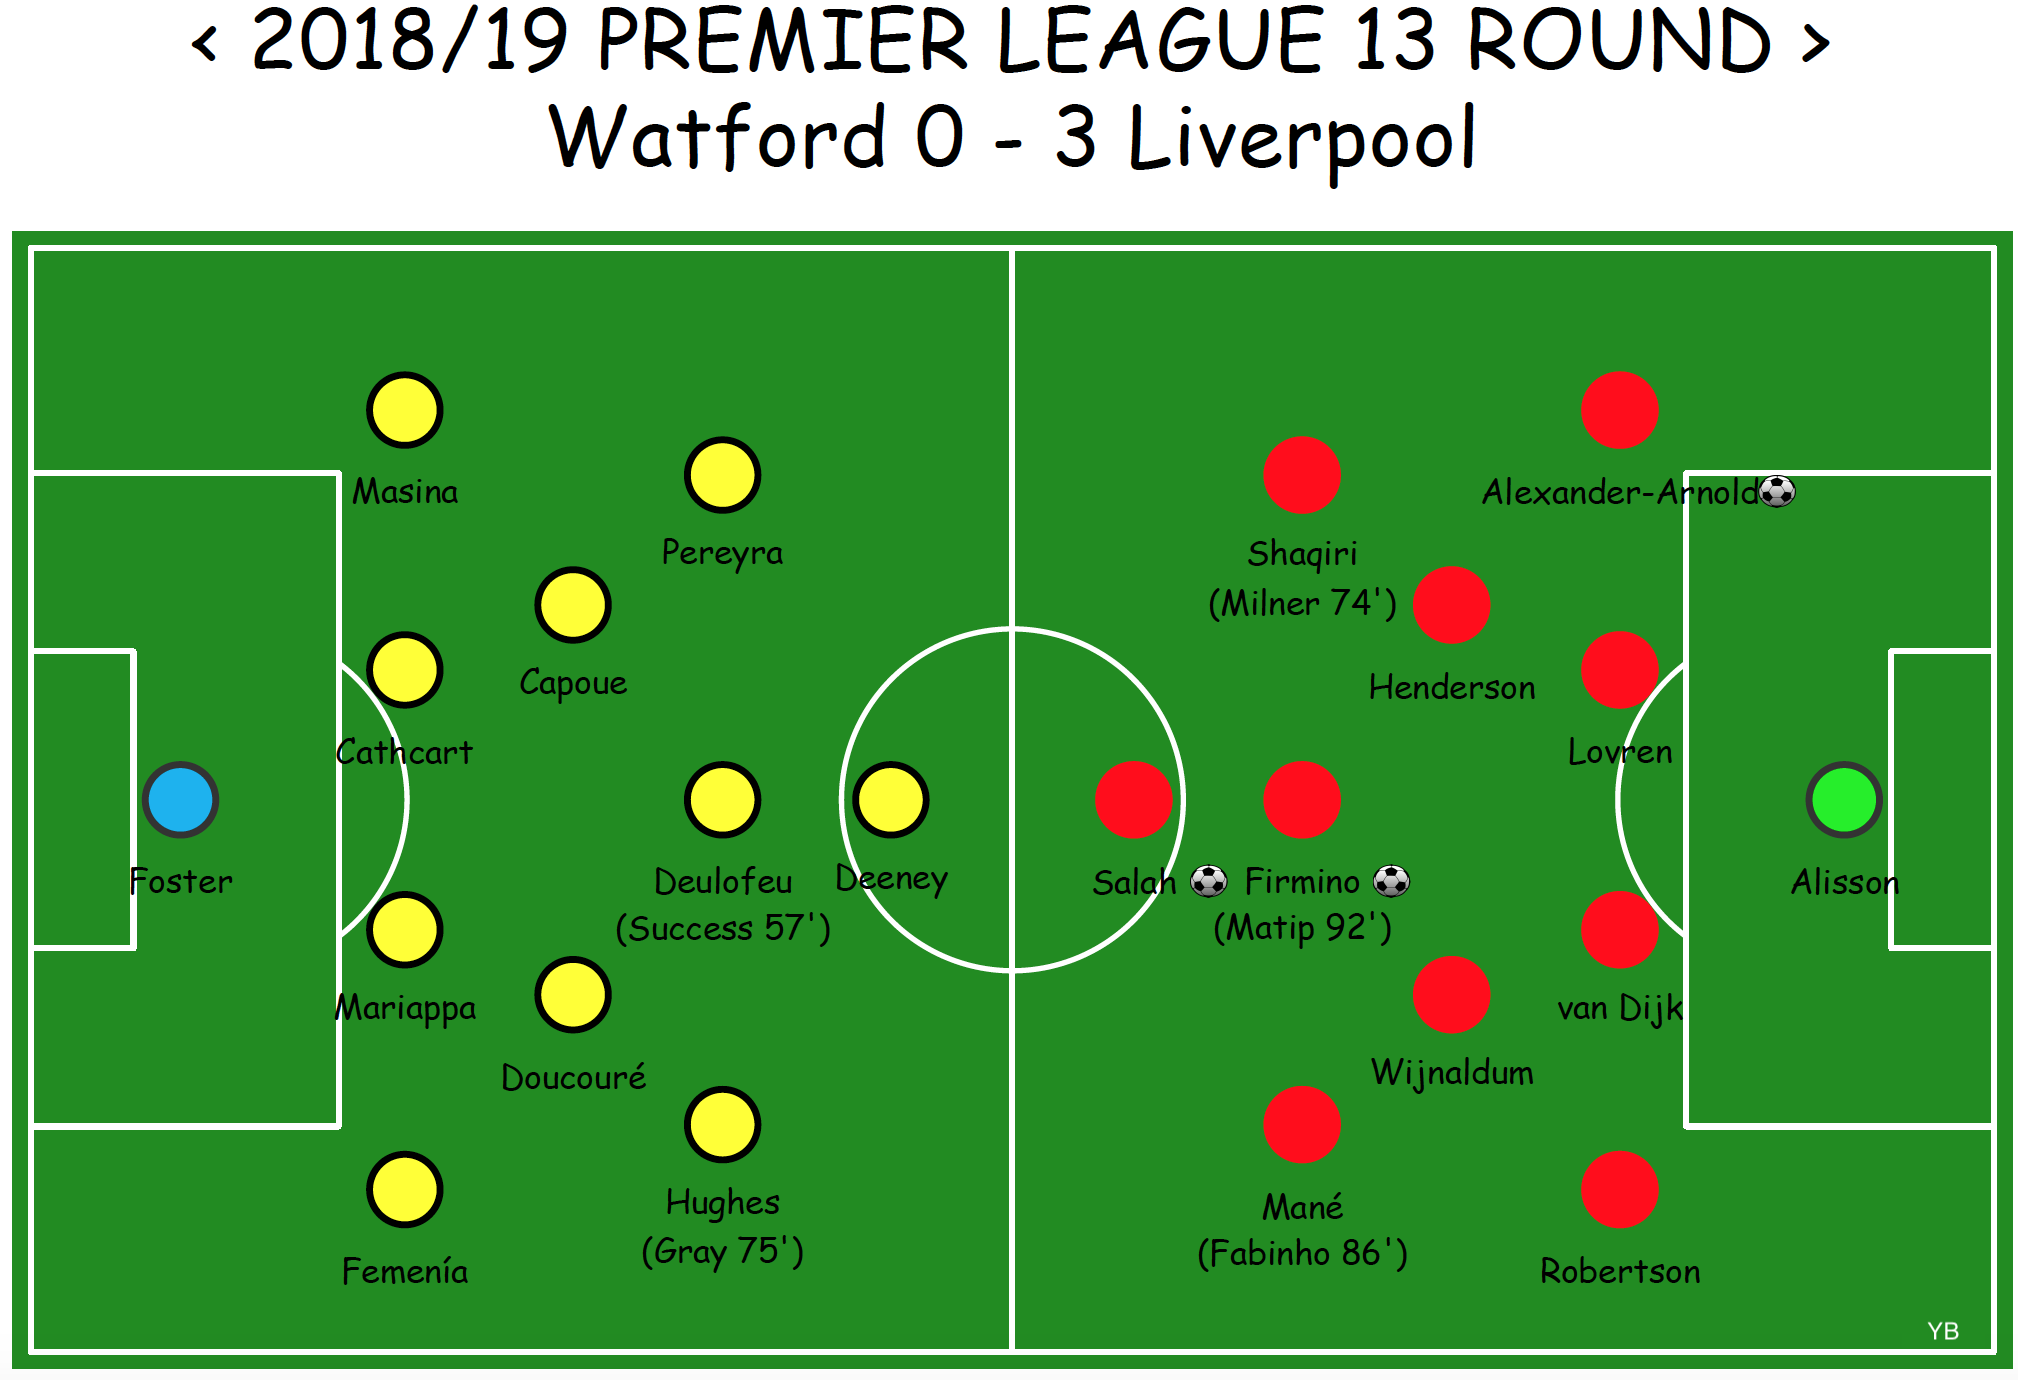 < 2018/19 PREMIER LEAGUE 13 ROUND >
Watford 0 - 3 Liverpool
Masina
Pereyra
Capoue
Cathcart
Foster
Deulofeu
(Success 57')
Deeney
Mariappa
Doucouré
Hughes
(Gray 75')
Femenía
Alexander-Arnold
Shaqiri
(Milner 74')
Henderson
Lovren
Salah
Firmino
(Matip 92')
Alisson
van Dijk
Wijnaldum
Mané
(Fabinho 86')
Robertson
YB